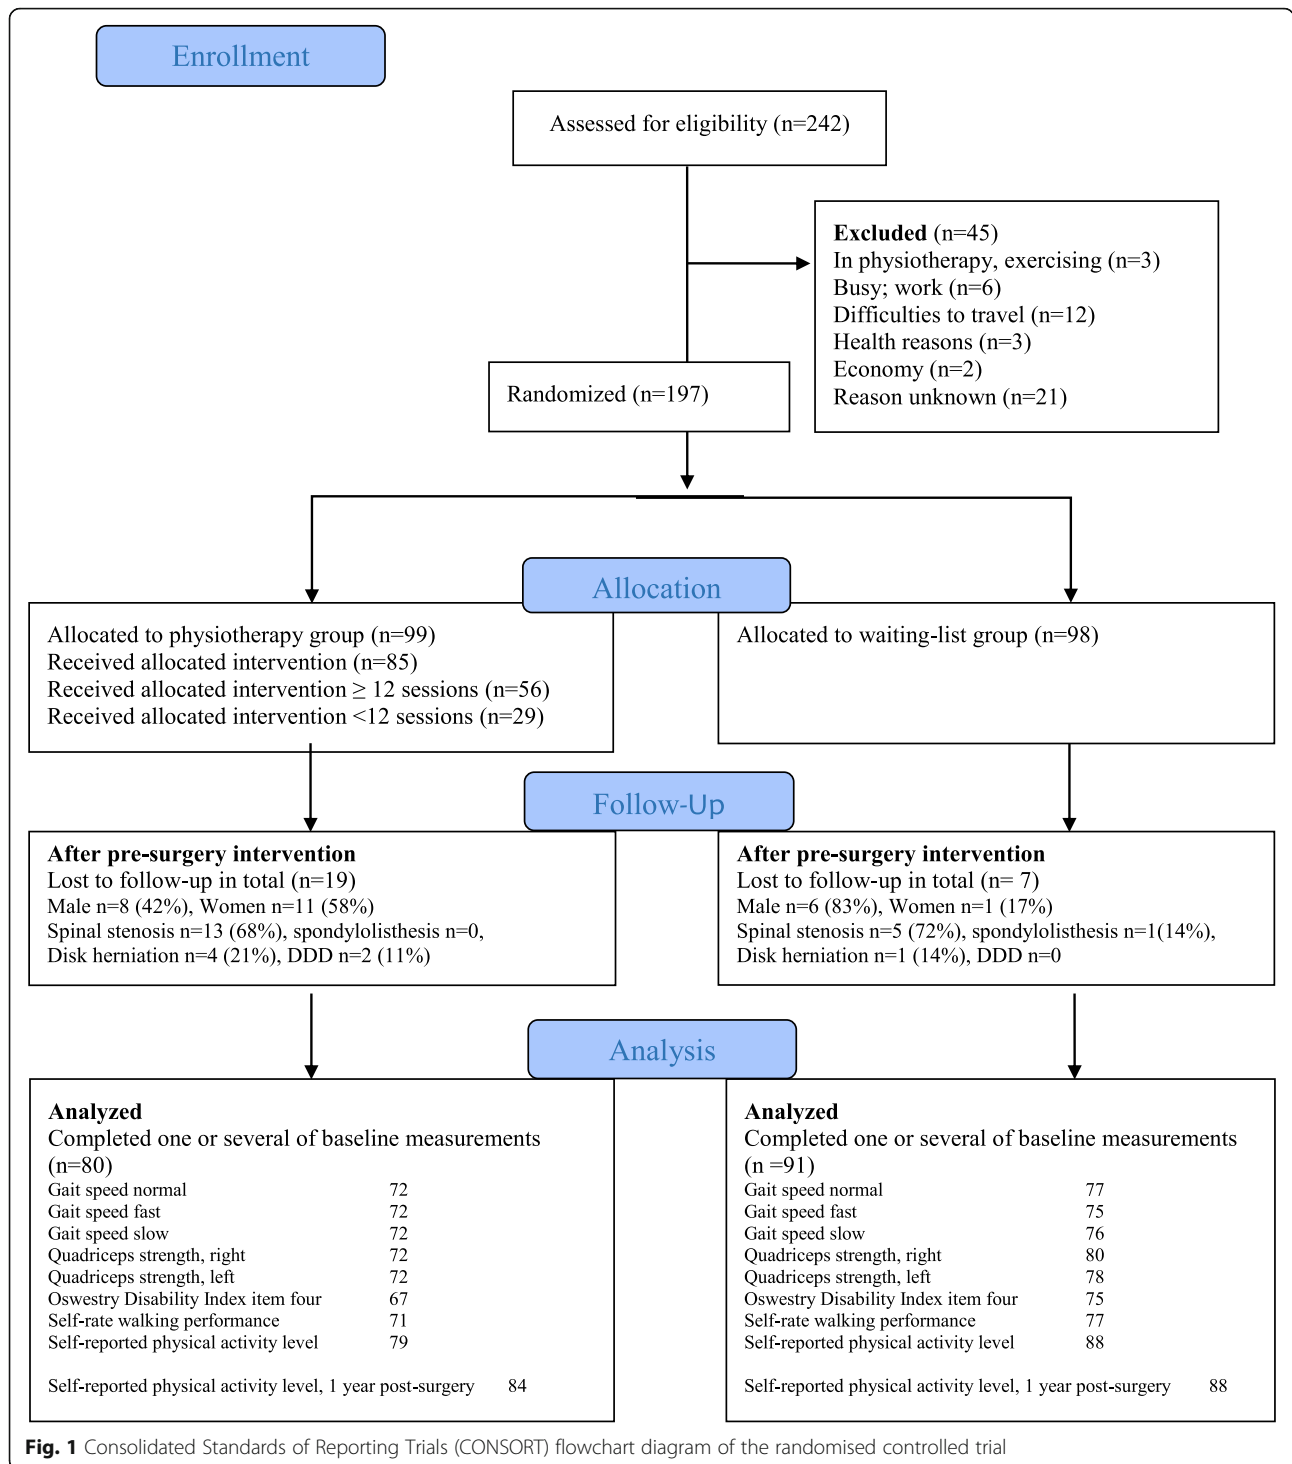 Enrollment
Assessed for eligibility (n=242)
Excluded (n=45)
In physiotherapy, exercising (n=3)
Busy; work (n=6)
Difficulties to travel (n=12)
Health reasons (n=3)
Economy (n=2)
Reason unknown (n=21)
Randomized (n=197)
Allocation
Allocated to physiotherapy group (n=99)
Received allocated intervention (n=85)
Received allocated intervention ≥ 12 sessions (n=56)
Received allocated intervention <12 sessions (n=29)
Allocated to waiting-list group (n=98)
Follow-Up
After pre-surgery intervention
Lost to follow-up in total (n=19)
Male n=8 (42%), Women n=11 (58%)
Spinal stenosis n=13 (68%), spondylolisthesis n=0,
Disk herniation n=4 (21%), DDD n=2 (11%)
After pre-surgery intervention
Lost to follow-up in total (n= 7)
Male n=6 (83%), Women n=1 (17%)
Spinal stenosis n=5 (72%), spondylolisthesis n=1(14%),
Disk herniation n=1 (14%), DDD n=0
Analysis
Analyzed
Completed one or several of baseline measurements
(n=80)
Gait speed normal 72
Gait speed fast 72
Gait speed slow 72
Quadriceps strength, right 72
Quadriceps strength, left 72
Oswestry Disability Index item four 67
Self-rate walking performance 71
Self-reported physical activity level 79
Self-reported physical activity level, 1 year post-surgery 84
Analyzed
Completed one or several of baseline measurements
(n =91)
Gait speed normal 77
Gait speed fast 75
Gait speed slow 76
Quadriceps strength, right 80
Quadriceps strength, left 78
Oswestry Disability Index item four 75
Self-rate walking performance 77
Self-reported physical activity level 88
Self-reported physical activity level, 1 year post-surgery 88
Fig. 1 Consolidated Standards of Reporting Trials (CONSORT) flowchart diagram of the randomised controlled trial